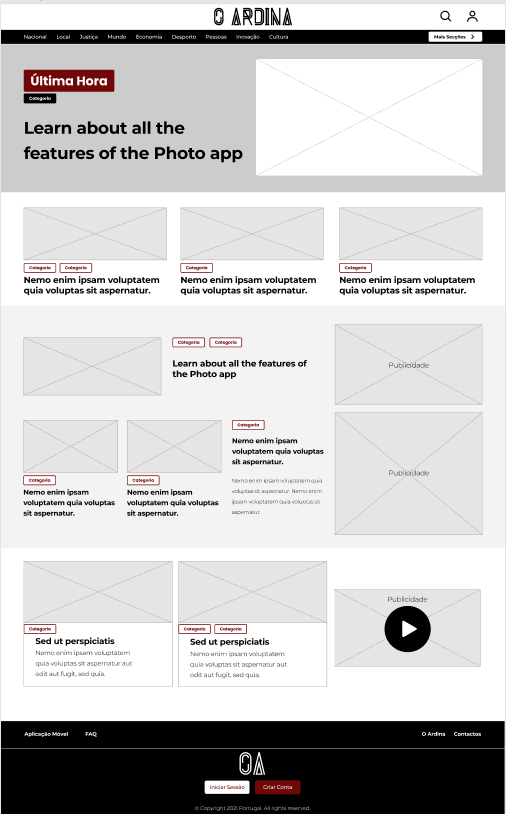 O ARDINA
Nacional Local Justiça Mundo Economia Desporto Pessoas Inovação Cultura Mais Secções
Última Hora
Categoria
Learn about all the
features of the Photo app
Categoria Categoria
Nemo enim ipsam voluptatem
quia voluptas sit aspernatur.
Categoria
Nemo enim ipsam voluptatem
quia voluptas sit aspernatur.
Categoria
Nemo enim ipsam voluptatem
quia voluptas sit aspernatur.
Categoria Categoria
Learn about all the features of
the Photo app
Publicidade
Categoria
Nemo enim ipsam
voluptatem quia voluptas
sit aspernatur.
Categoria
Nemo enim ipsam
voluptatem quia voluptas
sit aspernatur.
Categoria
Nemo enim ipsam
voluptatem quia voluptas
sit aspernatur.
Nemo enim ipsam voluptatem quia
voluptas sit aspernatur. Nemo enim
ipsam voluptatem quia voluptas sit
aspernatur.
Publicidade
Categoria
Sed ut perspiciatis
Nemo enim ipsam voluptatem
quia voluptas sit aspernatur aut
odit aut fugit, sed quia.
Categoria Categoria
Sed ut perspiciatis
Nemo enim ipsam voluptatem
quia voluptas sit aspernatur aut
odit aut fugit, sed quia.
Publicidade
Aplicação Móvel FAQ O Ardina Contactos
OA
Iniciar Sessão Criar Conta
© Copyright 2021 Portugal. All rights reserved.